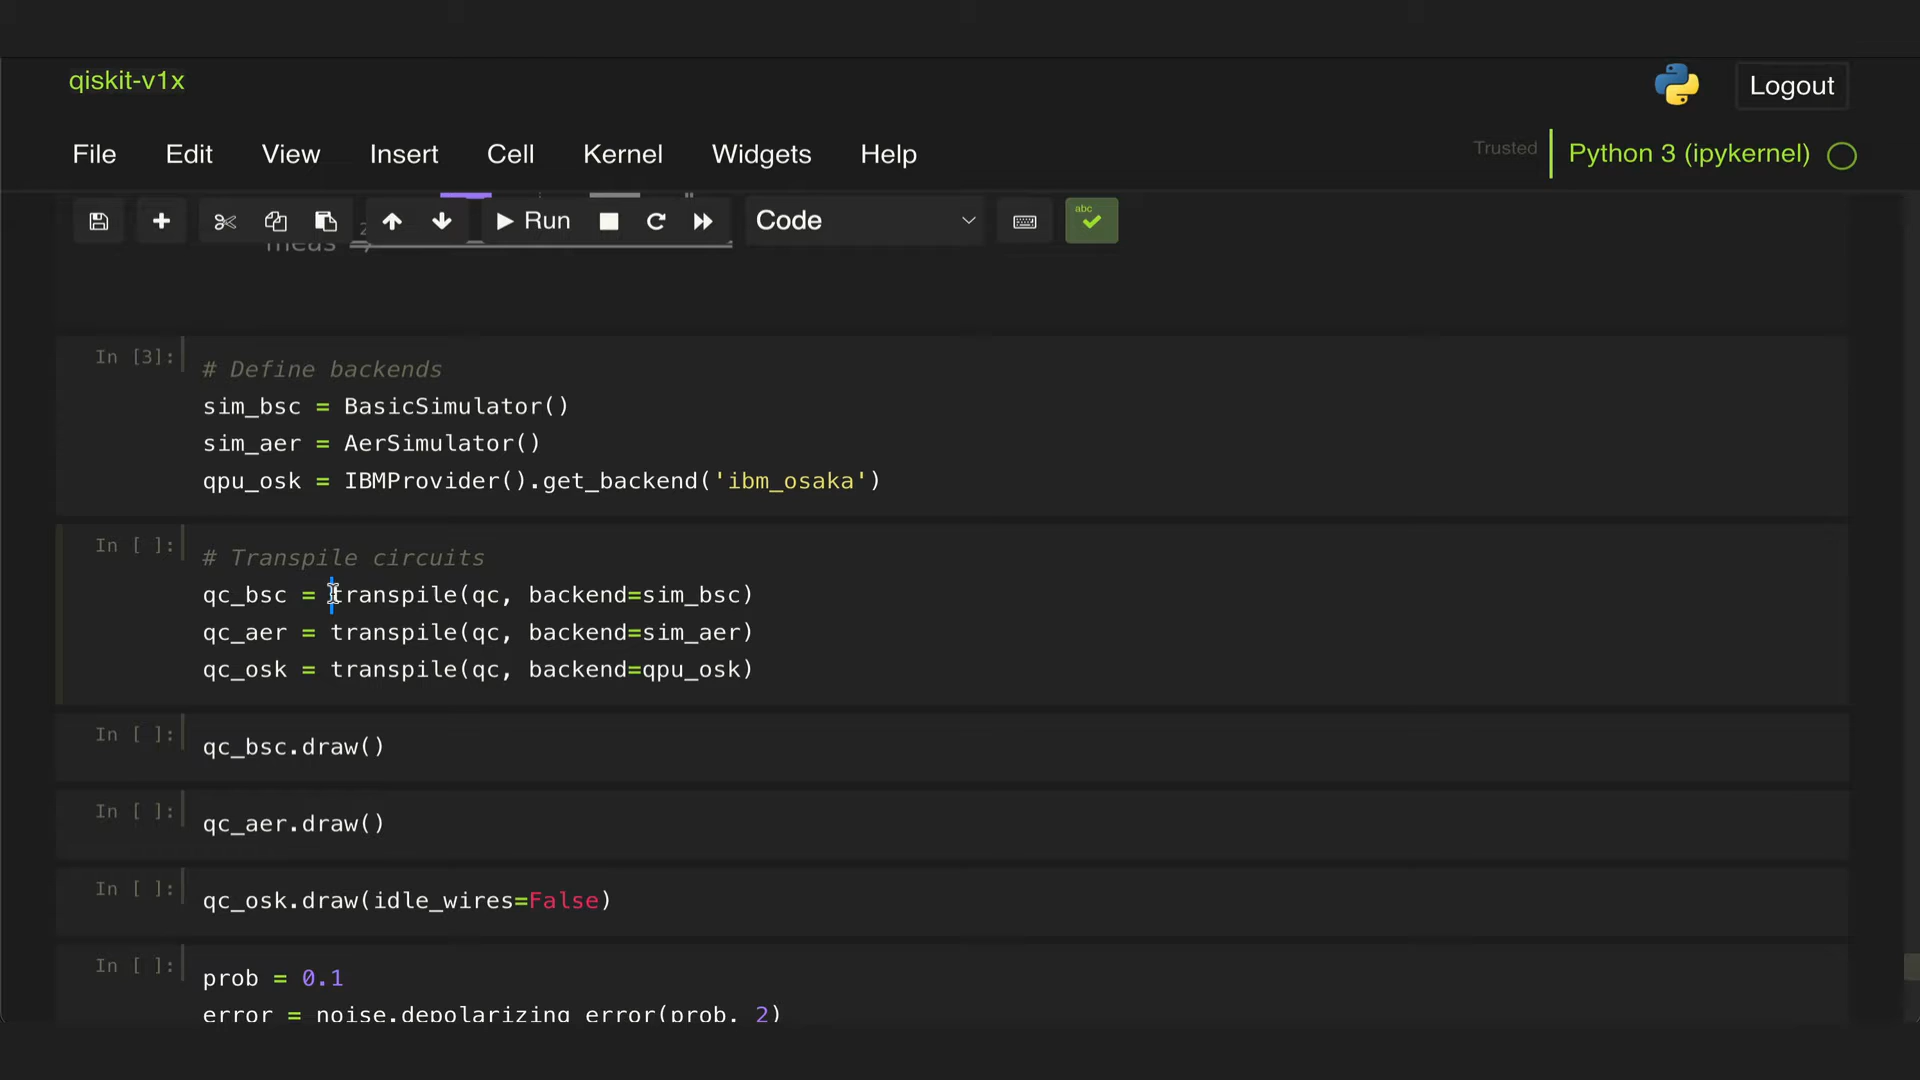 qiskit-v1x
Logout
File Edit View Insert Cell Kernel Widgets Help
Trusted Python 3 (ipykernel)
Run Code abc
meas
In [3]:
# Define backends
sim_bsc = BasicSimulator()
sim_aer = AerSimulator()
qpu_osk = IBMProvider().get_backend('ibm_osaka')
In [ ]:
# Transpile circuits
qc_bsc = transpile(qc, backend=sim_bsc)
qc_aer = transpile(qc, backend=sim_aer)
qc_osk = transpile(qc, backend=qpu_osk)
In [ ]:
qc_bsc.draw()
In [ ]:
qc_aer.draw()
In [ ]:
qc_osk.draw(idle_wires=False)
In [ ]:
prob = 0.1
error = noise.depolarizing_error(prob, 2)